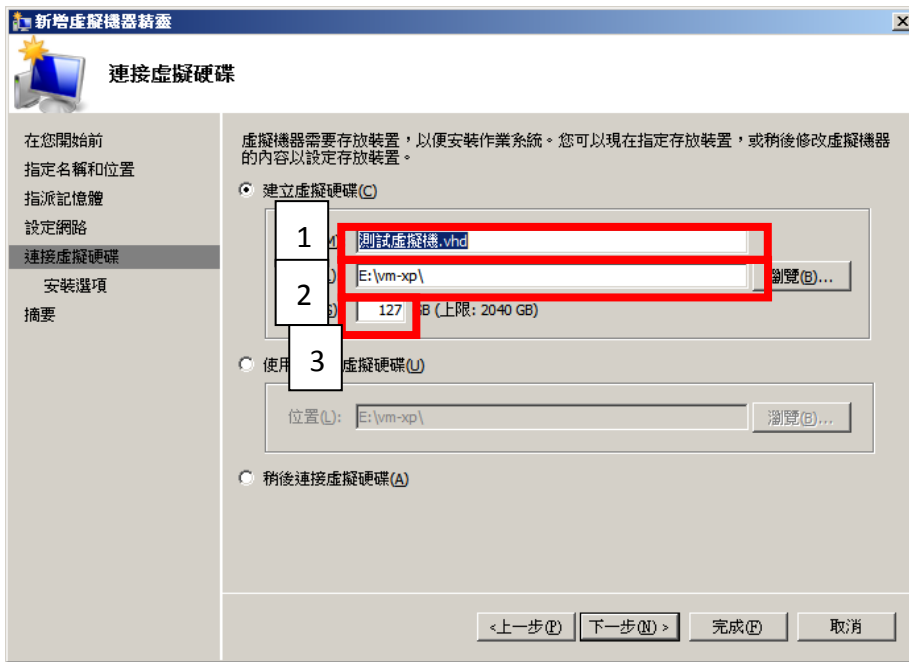 新增虛擬機器精靈
連接虛擬硬碟
在您開始前
指定名稱和位置
指派記憶體
設定網路
連接虛擬硬碟
安裝選項
摘要
虛擬機器需要存放裝置，以便安裝作業系統。您可以現在指定存放裝置，或稍後修改虛擬機器
的內容以設定存放裝置。
建立虛擬硬碟(C)
1
測試虛擬機.vhd
2
E:\vm-xp\
瀏覽(B)...
127 GB (上限: 2040 GB)
3
使用 虛擬硬碟(U)
位置(L): E:\vm-xp\ 瀏覽(B)...
稍後連接虛擬硬碟(A)
<上一步(P) 下一步(N) > 完成(F) 取消